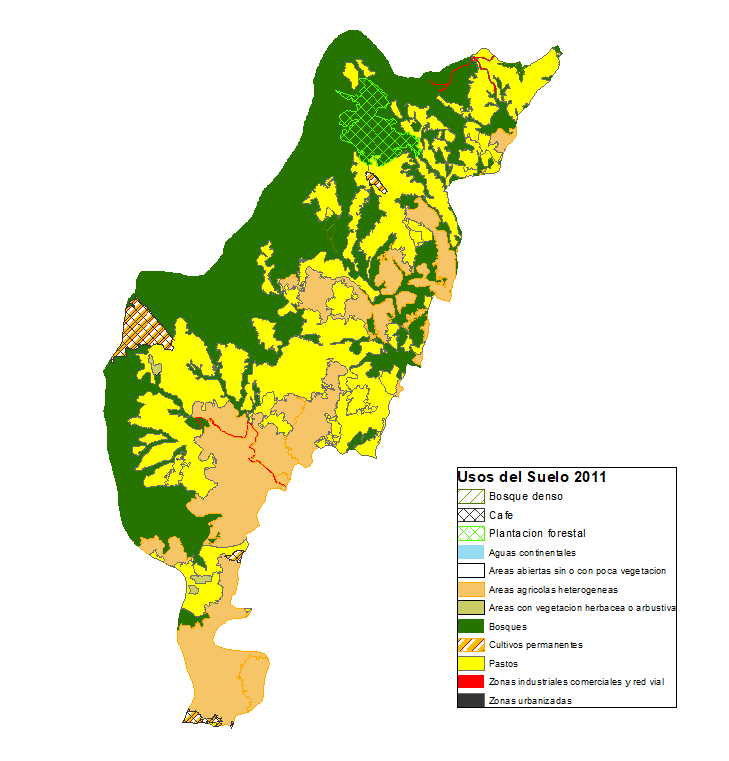 Usos del Suelo 2011
Bosque denso
Cafe
Plantacion forestal
Aguas continentales
Areas abiertas sin o con poca vegetacion
Areas agricolas heterogeneas
Areas con vegetacion herbacea o arbustiva
Bosques
Cultivos permanentes
Pastos
Zonas industriales comerciales y red vial
Zonas urbanizadas